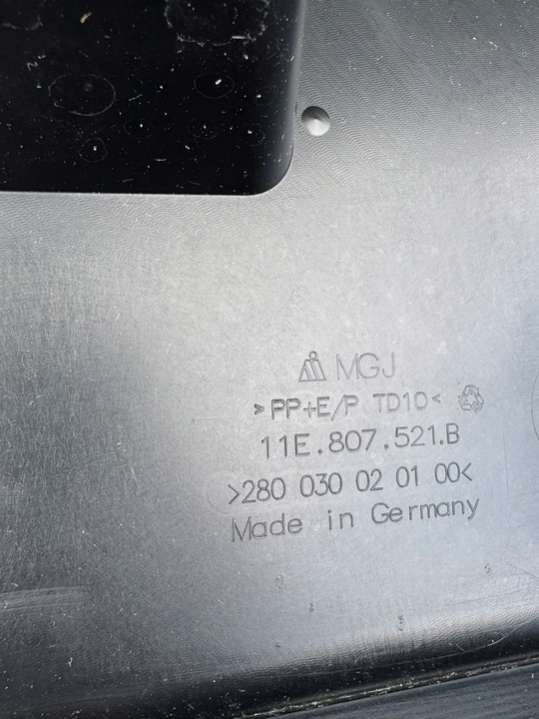 MGJ
>PP+E/P TD10<
11E.807.521.B
>280 030 02 01 00<
Made in Germany